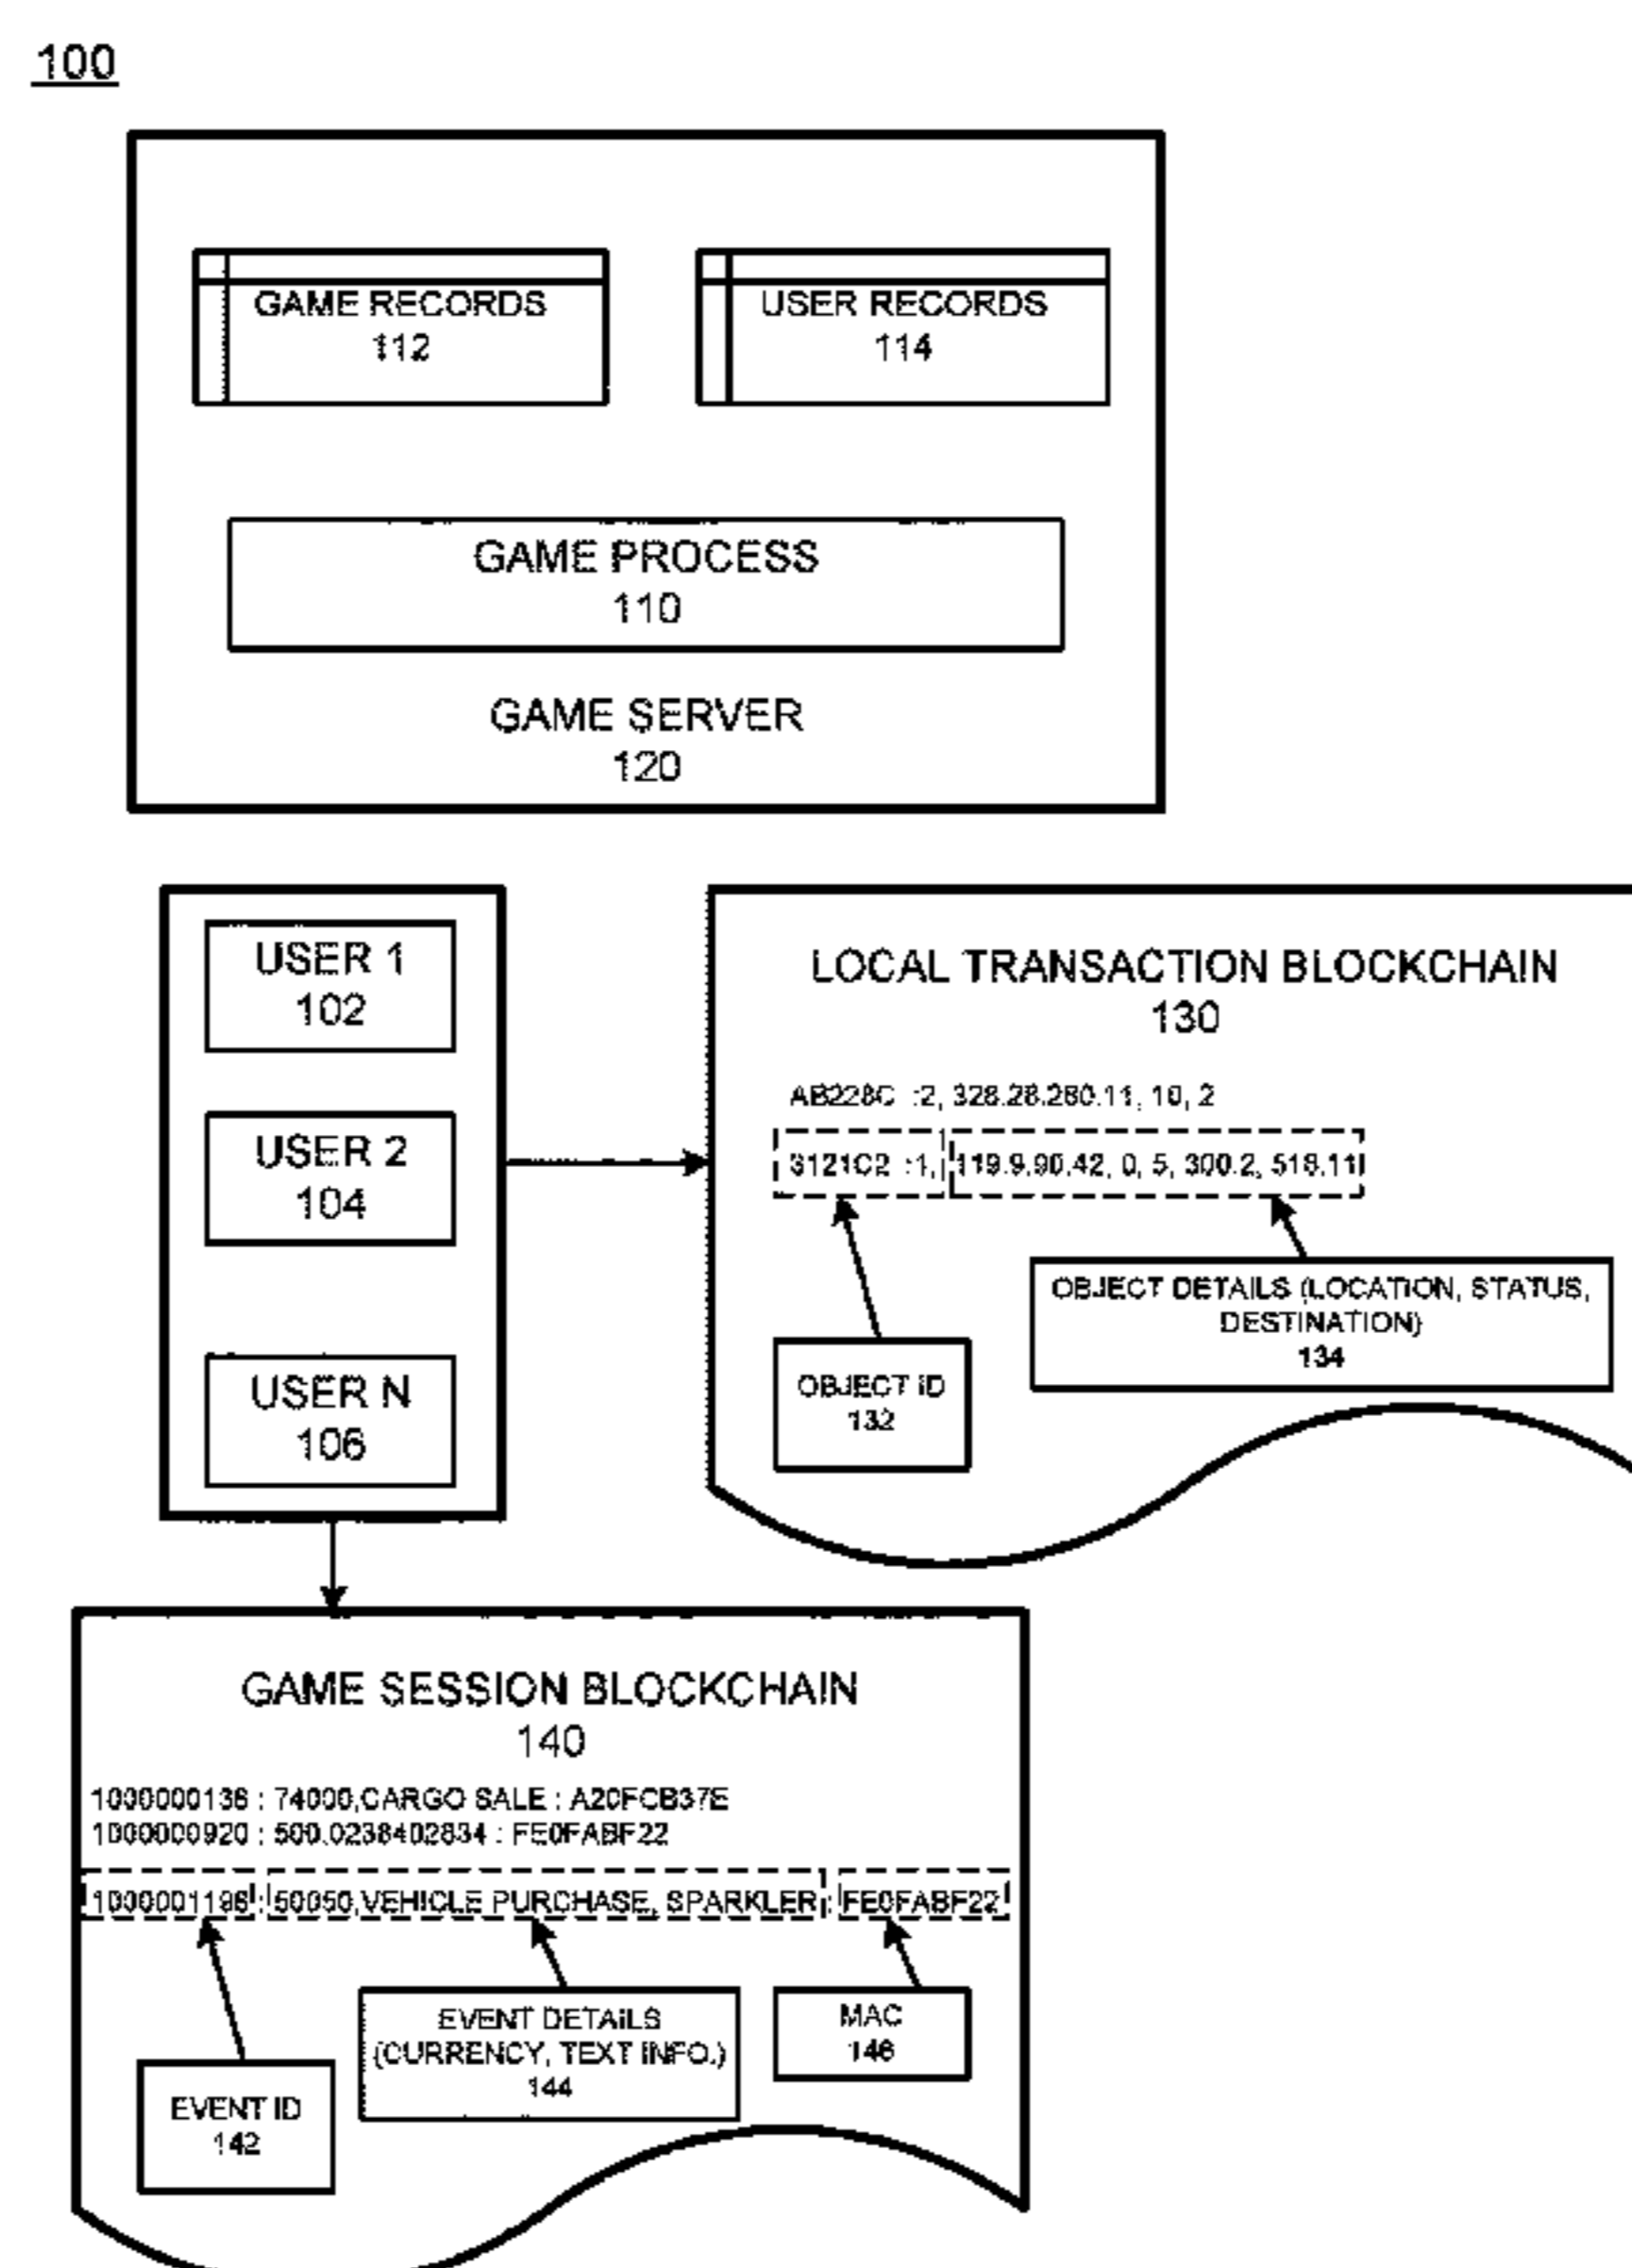 100
GAME RECORDS
112
USER RECORDS
114
GAME PROCESS
110
GAME SERVER
120
USER 1
102
USER 2
104
USER N
106
LOCAL TRANSACTION BLOCKCHAIN
130
AB228C :2, 328.28.280.11, 10, 2
3121C2 :1, 119.9.90.42, 0, 5, 300.2, 518.11
OBJECT DETAILS (LOCATION, STATUS,
DESTINATION)
134
OBJECT ID
132
GAME SESSION BLOCKCHAIN
140
1000000136 : 74000,CARGO SALE : A20FCB37E
1000000920 : 500.0238402834 : FE0FABF22
1000001196 : 50050,VEHICLE PURCHASE, SPARKLER : FE0FABF22
EVENT DETAILS
(CURRENCY, TEXT INFO.)
144
MAC
146
EVENT ID
142